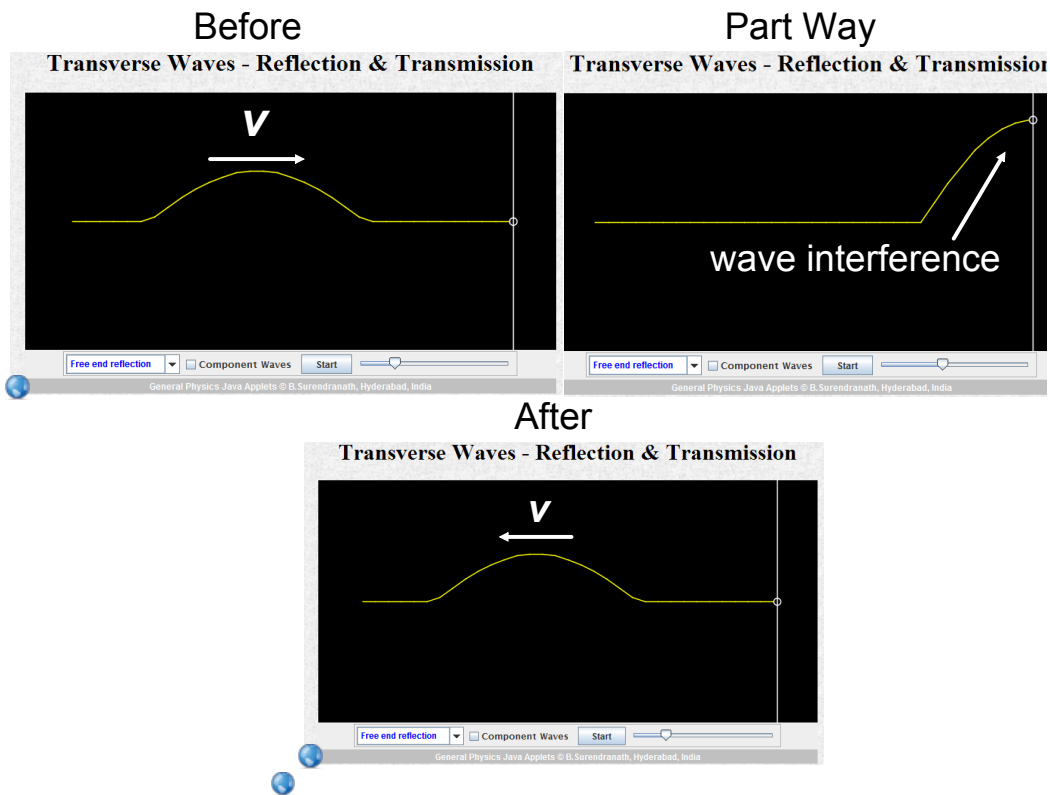 Before
Transverse Waves - Reflection & Transmission
v
Free end reflection Component Waves Start
General Physics Java Applets © B.Surendranath, Hyderabad, India
Part Way
Transverse Waves - Reflection & Transmission
wave interference
Free end reflection Component Waves Start
General Physics Java Applets © B.Surendranath, Hyderabad, India
After
Transverse Waves - Reflection & Transmission
v
Free end reflection Component Waves Start
General Physics Java Applets © B.Surendranath, Hyderabad, India